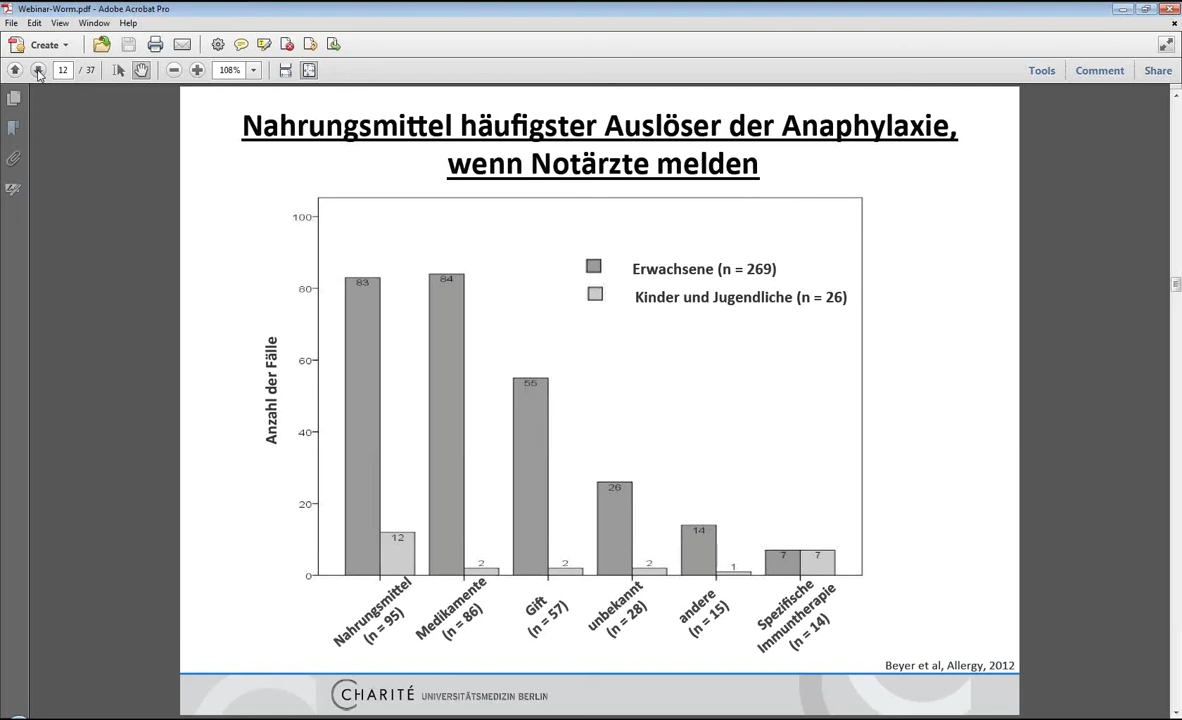 Webinar-Worm.pdf - Adobe Acrobat Pro
File Edit View Window Help
Create
12 / 37 108% Tools Comment Share
Nahrungsmittel häufigster Auslöser der Anaphylaxie,
wenn Notärzte melden
100
80
60
40
20
0
Anzahl der Fälle
Erwachsene (n = 269)
Kinder und Jugendliche (n = 26)
83 12 84 2 55 2 26 2 14 1 7 7
Nahrungsmittel
(n = 95)
Medikamente
(n = 86)
Gift
(n = 57)
unbekannt
(n = 28)
andere
(n = 15)
Spezifische
Immuntherapie
(n = 14)
Beyer et al, Allergy, 2012
CHARITÉ UNIVERSITÄTSMEDIZIN BERLIN